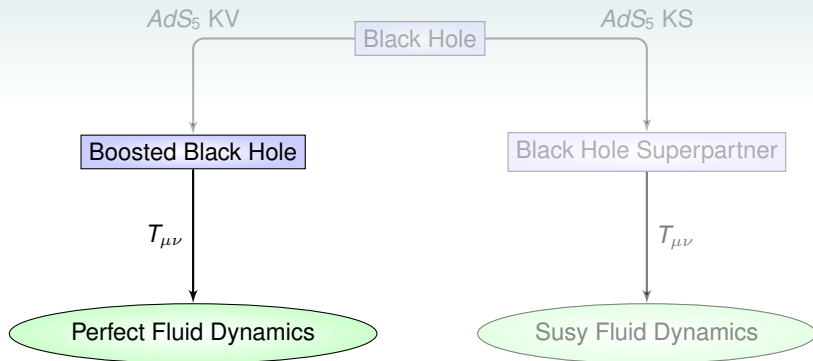 AdS₅ KV
Black Hole
AdS₅ KS
Boosted Black Hole
Black Hole Superpartner
Tμν
Tμν
Perfect Fluid Dynamics
Susy Fluid Dynamics